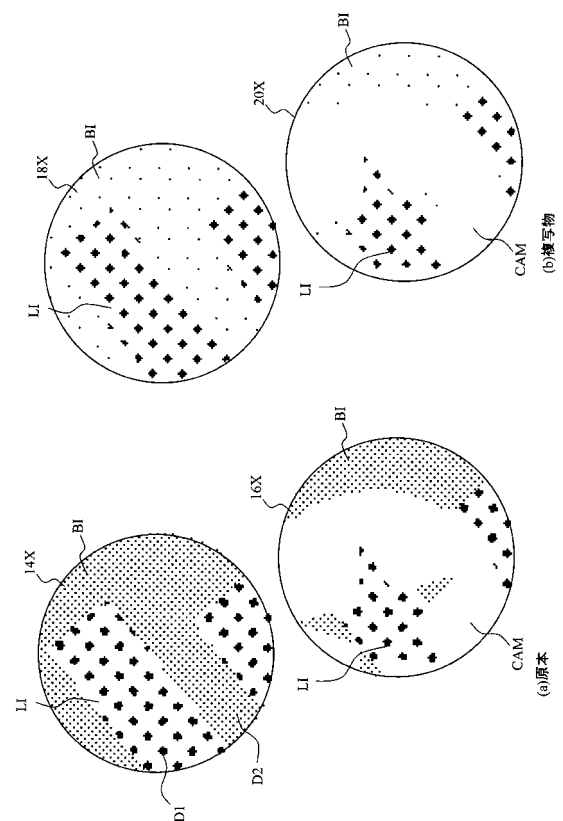 14X
BI
LI
D1
D2
16X
BI
LI
CAM
(a)原本
18X
BI
LI
20X
BI
LI
CAM
(b)複写物